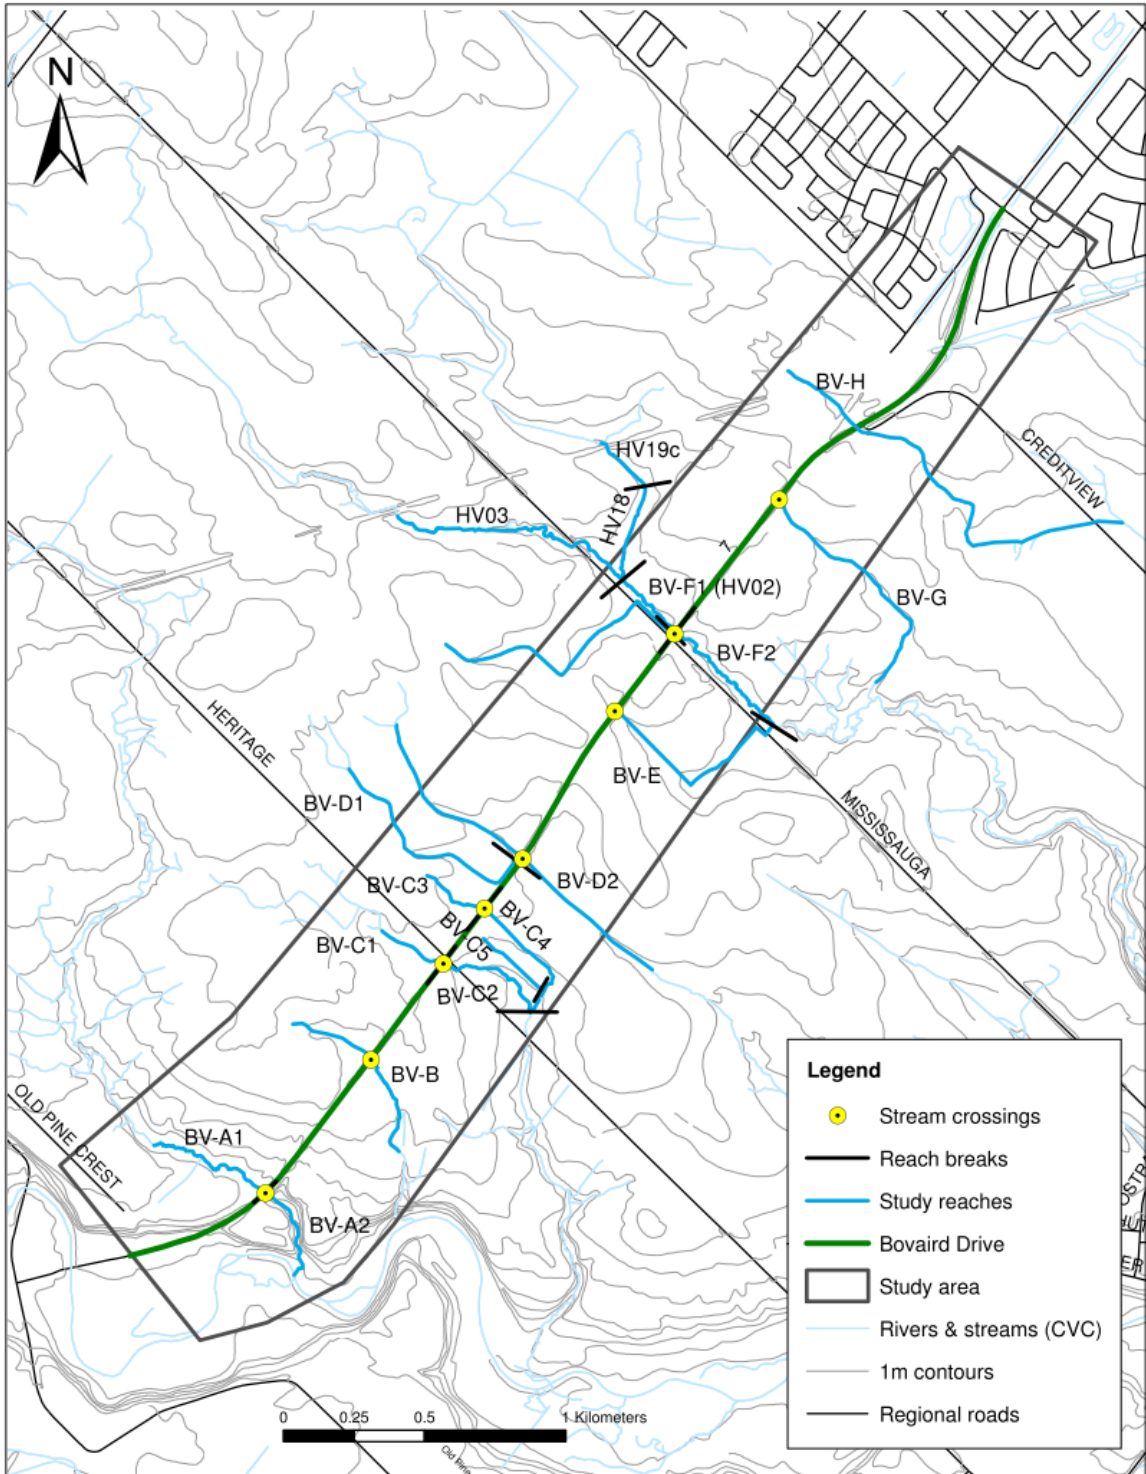 N
BV-H
CREDITVIEW
HV19c
HV03
HV18
7
BV-F1 (HV02)
BV-G
BV-F2
HERITAGE
BV-E
BV-D1
MISSISSAUGA
BV-C3
BV-D2
BV-C4
BV-C5
BV-C1
BV-C2
BV-B
OLD PINE CREST
BV-A1
BV-A2
Legend
Stream crossings
Reach breaks
Study reaches
Bovaird Drive
Study area
Rivers & streams (CVC)
1m contours
Regional roads
0 0.25 0.5 1 Kilometers
Old Pine